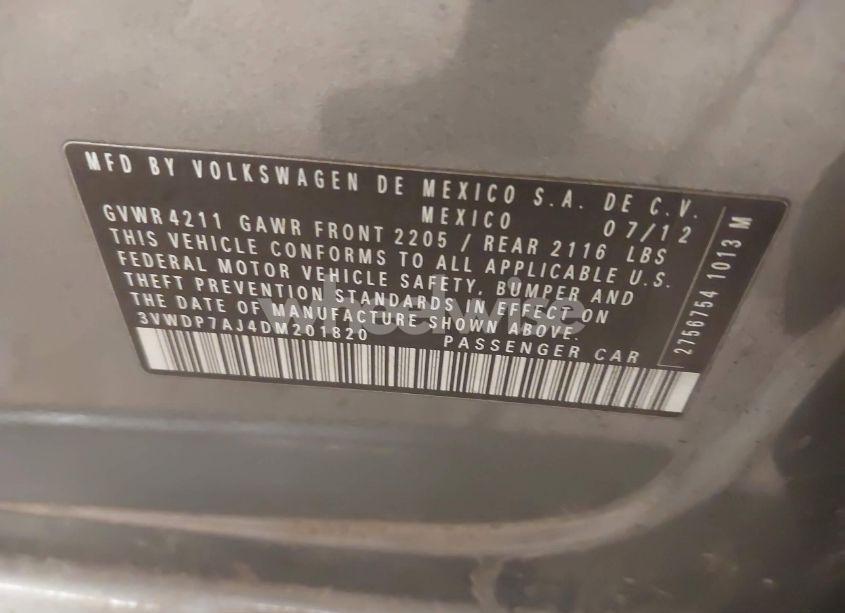 MFD BY VOLKSWAGEN DE MEXICO S.A. DE C.V.
MEXICO 07/12
GVWR 4211 GAWR FRONT 2205 / REAR 2116 LBS
THIS VEHICLE CONFORMS TO ALL APPLICABLE U.S.
FEDERAL MOTOR VEHICLE SAFETY, BUMPER AND
THEFT PREVENTION STANDARDS IN EFFECT ON
THE DATE OF MANUFACTURE SHOWN ABOVE.
3VWDP7AJ4DM201820 PASSENGER CAR
2756754 1013 M
wheelwise